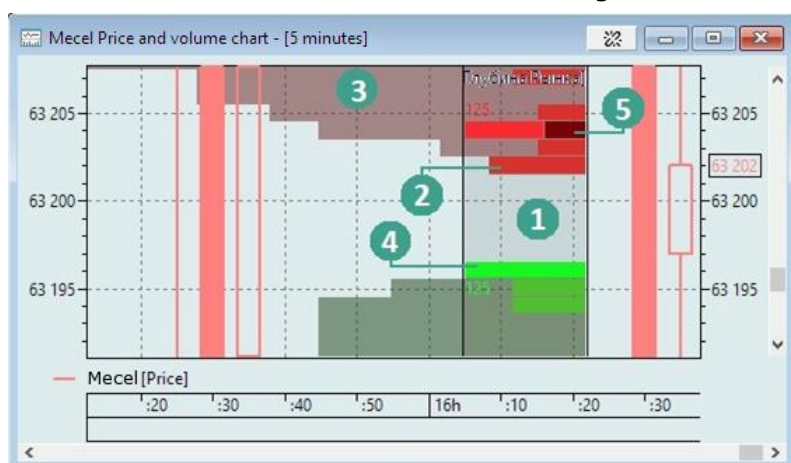 Mecel Price and volume chart - [5 minutes]
Глубина Рынка]
63 205 3 125 5 63 205
2 63 202
63 200 1 63 200
4
63 195 125 63 195
Mecel [Price]
:20 :30 :40 :50 16h :10 :20 :30